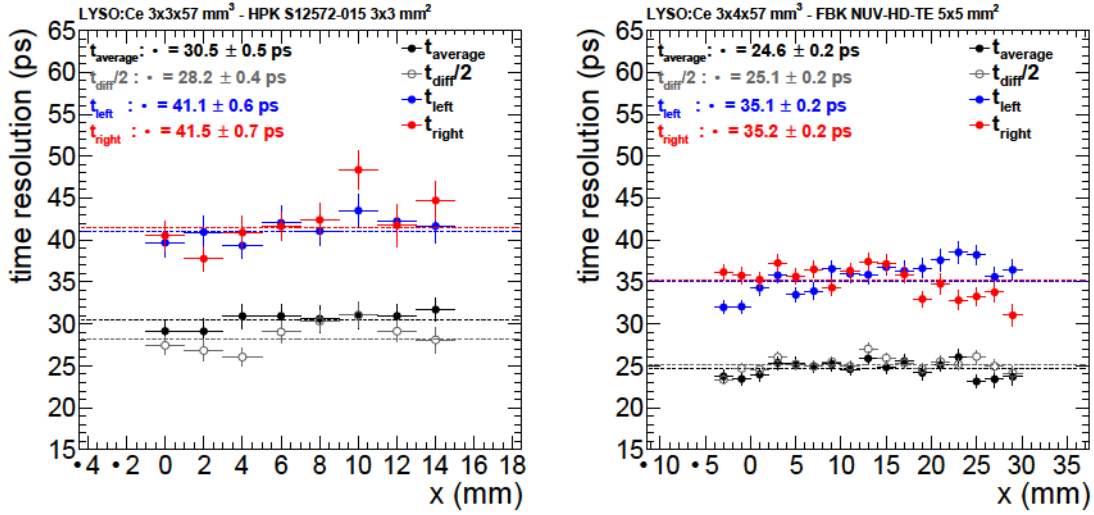 LYSO:Ce 3x3x57 mm³ - HPK S12572-015 3x3 mm²
t_average : • = 30.5 ± 0.5 ps
t_diff/2 : • = 28.2 ± 0.4 ps
t_left : • = 41.1 ± 0.6 ps
t_right : • = 41.5 ± 0.7 ps
t_average
t_diff/2
t_left
t_right
time resolution (ps)
65
60
55
50
45
40
35
30
25
20
15
•4 •2 0 2 4 6 8 10 12 14 16 18
x (mm)
LYSO:Ce 3x4x57 mm³ - FBK NUV-HD-TE 5x5 mm²
t_average : • = 24.6 ± 0.2 ps
t_diff/2 : • = 25.1 ± 0.2 ps
t_left : • = 35.1 ± 0.2 ps
t_right : • = 35.2 ± 0.2 ps
t_average
t_diff/2
t_left
t_right
time resolution (ps)
65
60
55
50
45
40
35
30
25
20
15
•10 •5 0 5 10 15 20 25 30 35
x (mm)